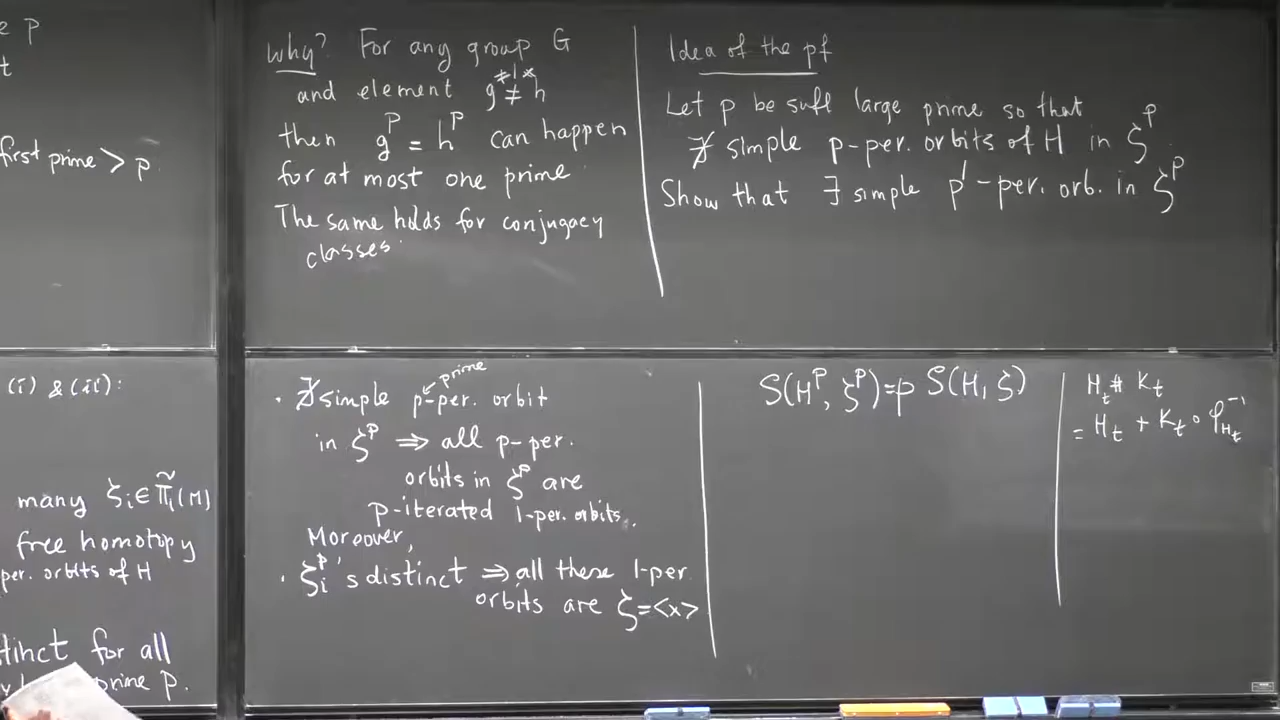 e p
t
first prime > p
Why? For any group G
and element g ≠ h
then g^p = h^p can happen
for at most one prime
The same holds for conjugacy
classes.
Idea of the pf
Let p be suff large prime so that
∄ simple p-per. orbits of H in ζ^p
Show that ∃ simple p'-per. orb. in ζ^p
(i) & (ii):
many ζ_i ∈ π̃_1(M)
free homotopy
per. orbits of H
tinct for all
prime p.
· ∄ simple p-per. orbit
prime
in ζ^p ⇒ all p-per.
orbits in ζ^p are
p-iterated 1-per. orbits.
Moreover,
· ζ_i^p's distinct ⇒ all these 1-per.
orbits are ζ=<x>
S(H^p, ζ^p) = p S(H, ζ)
H_t # K_t
= H_t + K_t ∘ φ_{H_t}^{-1}